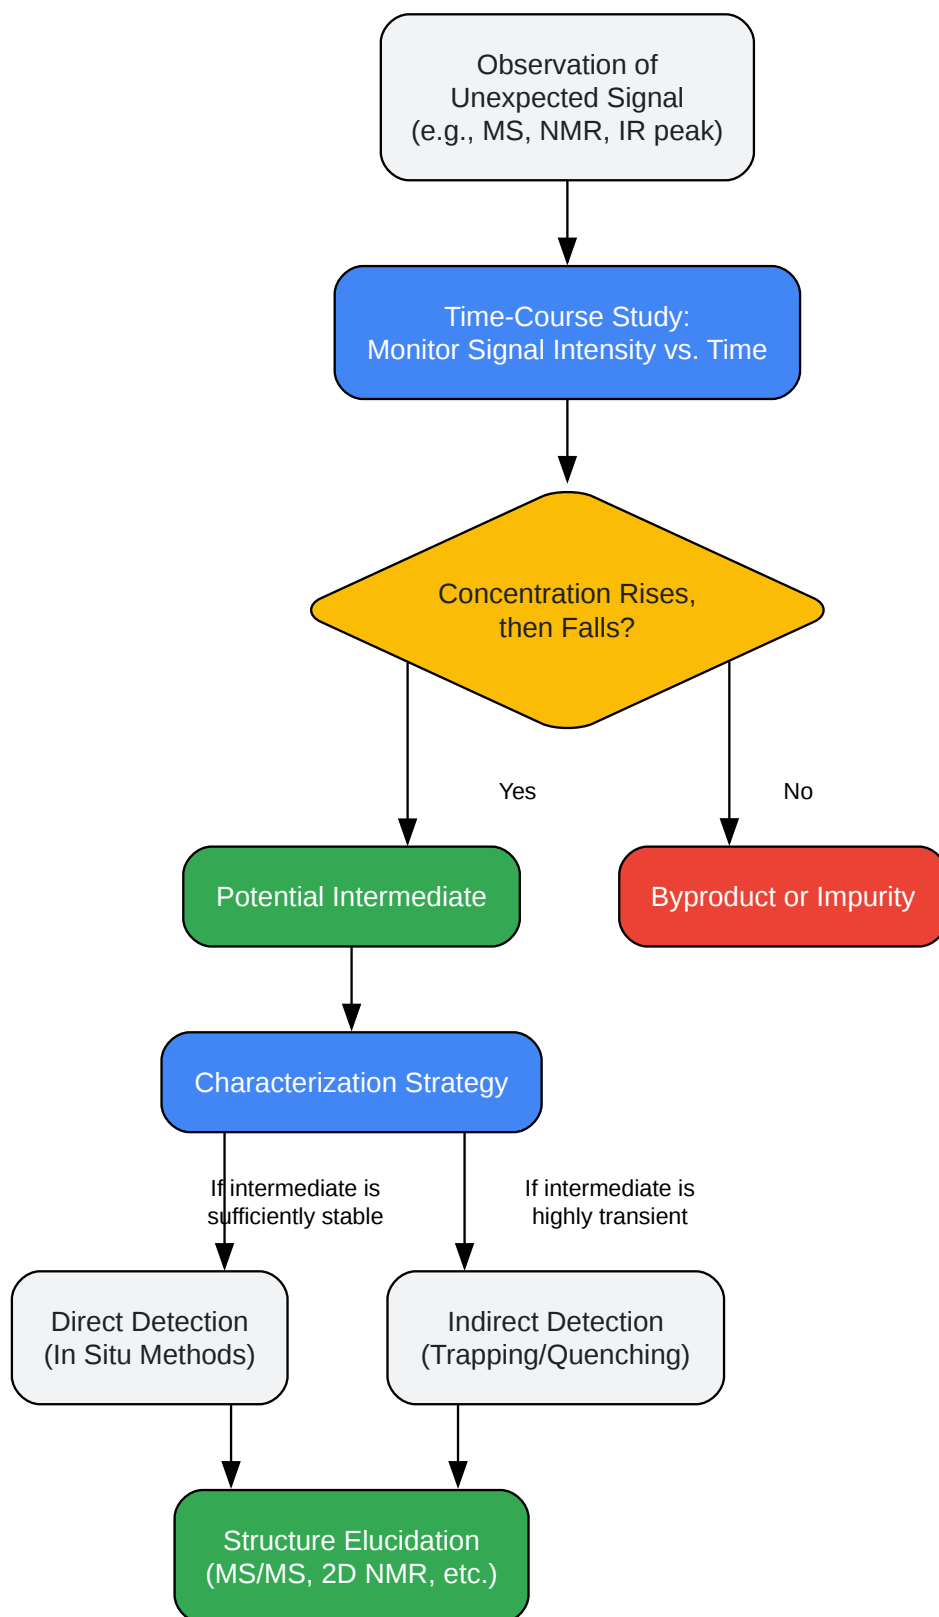 Observation of
Unexpected Signal
(e.g., MS, NMR, IR peak)
Time-Course Study:
Monitor Signal Intensity vs. Time
Concentration Rises,
then Falls?
Yes
No
Potential Intermediate
Byproduct or Impurity
Characterization Strategy
If intermediate is
sufficiently stable
If intermediate is
highly transient
Direct Detection
(In Situ Methods)
Indirect Detection
(Trapping/Quenching)
Structure Elucidation
(MS/MS, 2D NMR, etc.)